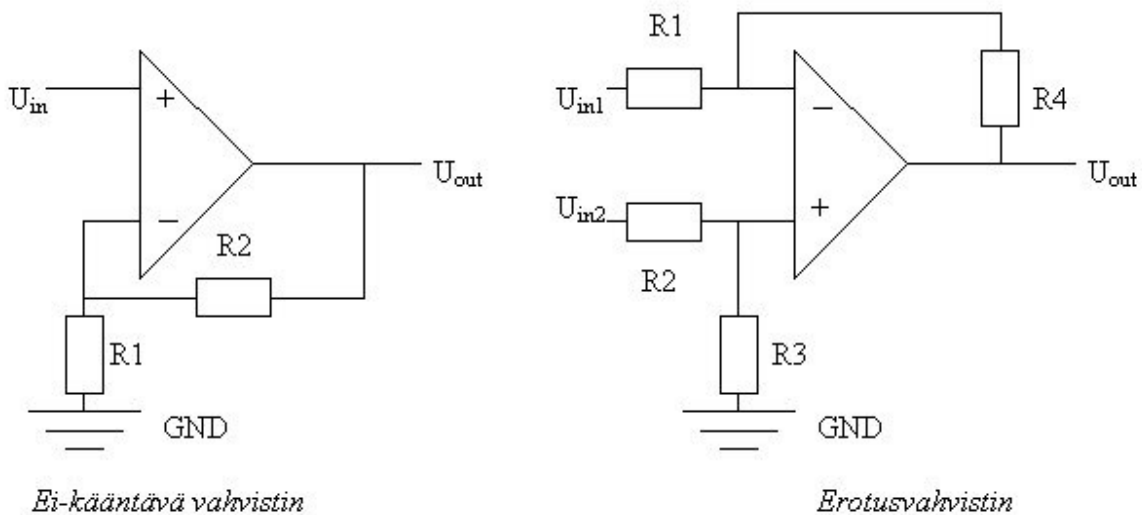 U_in
+
−
U_out
R2
R1
GND
Ei-kääntävä vahvistin
R1
U_in1
−
R4
U_in2
+
U_out
R2
R3
GND
Erotusvahvistin